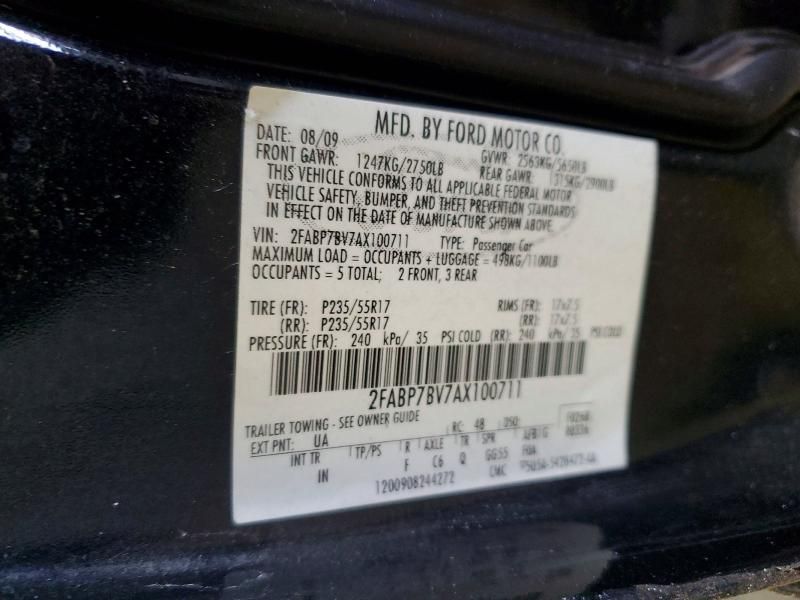 MFD. BY FORD MOTOR CO.
DATE: 08/09 GVWR: 2563KG/5650LB
FRONT GAWR: 1247KG/2750LB REAR GAWR: 1315KG/2900LB
THIS VEHICLE CONFORMS TO ALL APPLICABLE FEDERAL MOTOR
VEHICLE SAFETY, BUMPER, AND THEFT PREVENTION STANDARDS
IN EFFECT ON THE DATE OF MANUFACTURE SHOWN ABOVE.
VIN: 2FABP7BV7AX100711 TYPE: Passenger Car
MAXIMUM LOAD = OCCUPANTS + LUGGAGE = 498KG/1100LB
OCCUPANTS = 5 TOTAL; 2 FRONT, 3 REAR
TIRE (FR): P235/55R17 RIMS (FR): 17x7.5
(RR): P235/55R17 (RR): 17x7.5
PRESSURE (FR): 240 kPa/ 35 PSI COLD (RR): 240 kPa/ 35 PSI COLD
2FABP7BV7AX100711
TRAILER TOWING - SEE OWNER GUIDE
EXT PNT: UA RC: 48 DSO:
INT TR TP/PS R AXLE TR SPR
IN F C6 Q GG55
1200908244272 CMC